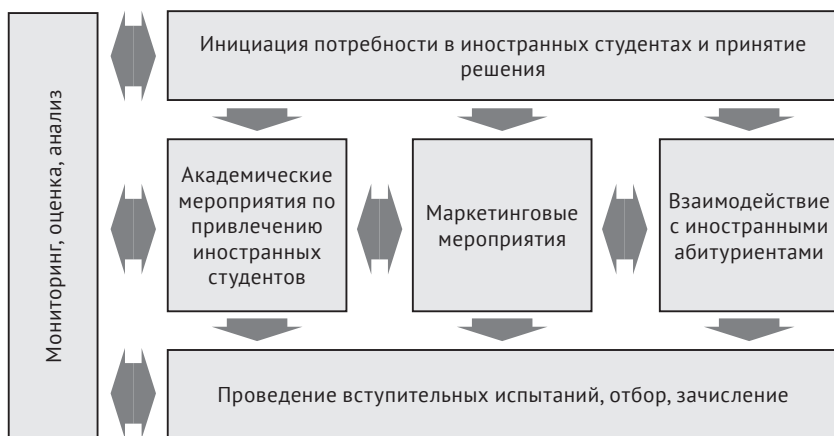 Мониторинг, оценка, анализ
Инициация потребности в иностранных студентах и принятие
решения
Академические
мероприятия по
привлечению
иностранных
студентов
Маркетинговые
мероприятия
Взаимодействие
с иностранными
абитуриентами
Проведение вступительных испытаний, отбор, зачисление